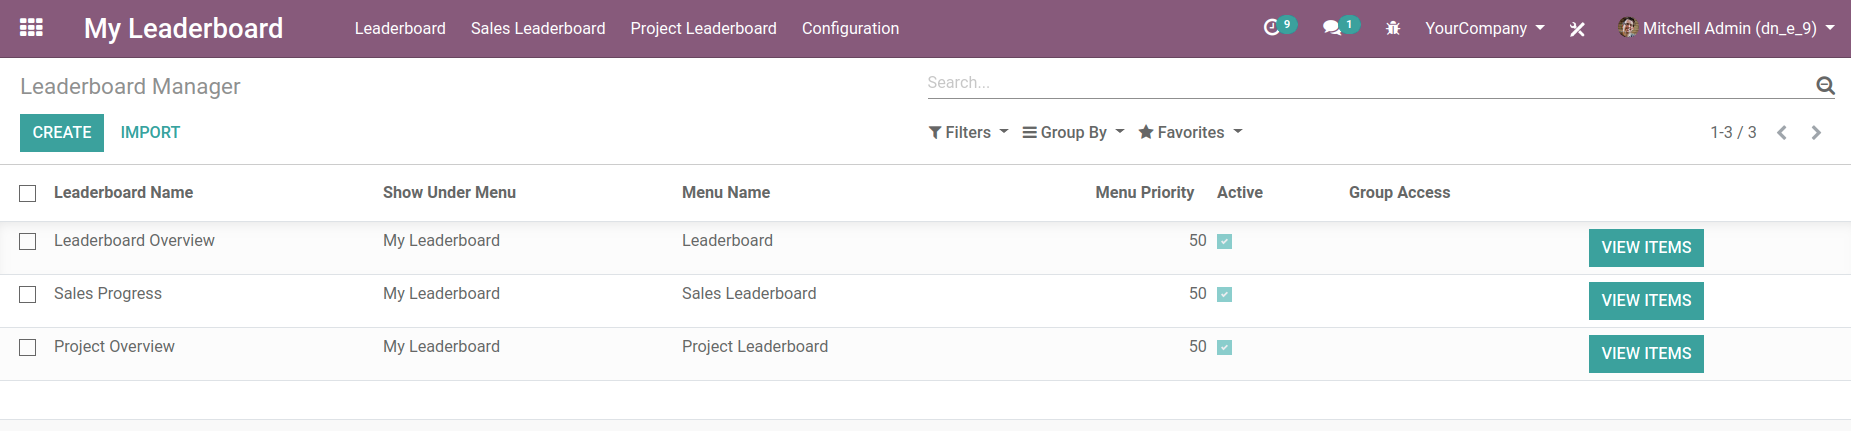 My Leaderboard Leaderboard Sales Leaderboard Project Leaderboard Configuration 9 1 YourCompany Mitchell Admin (dn_e_9)
Leaderboard Manager Search...
CREATE IMPORT Filters Group By Favorites 1-3 / 3
Leaderboard Name Show Under Menu Menu Name Menu Priority Active Group Access
Leaderboard Overview My Leaderboard Leaderboard 50 VIEW ITEMS
Sales Progress My Leaderboard Sales Leaderboard 50 VIEW ITEMS
Project Overview My Leaderboard Project Leaderboard 50 VIEW ITEMS